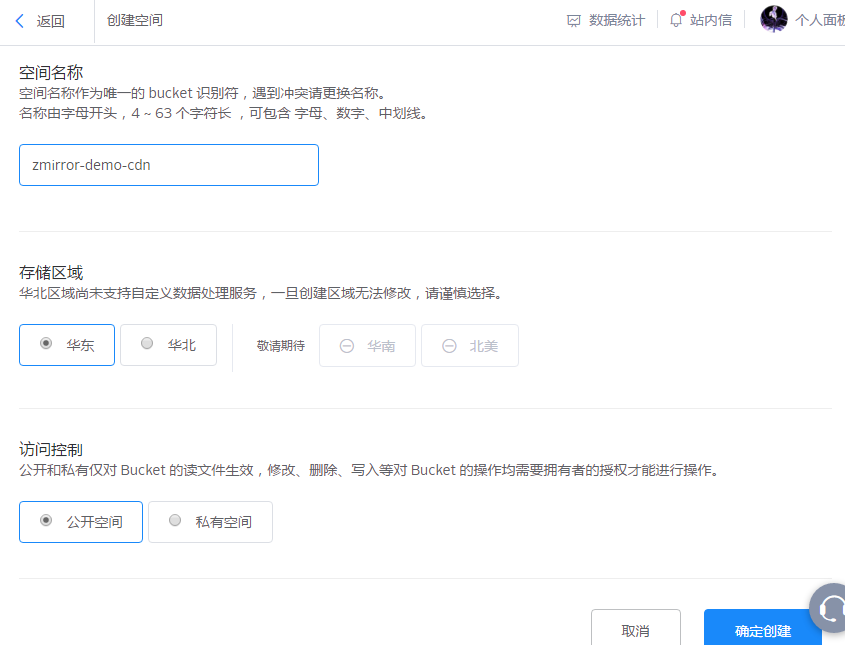 返回 创建空间 数据统计 站内信 个人面板
空间名称
空间名称作为唯一的 bucket 识别符，遇到冲突请更换名称。
名称由字母开头，4 ~ 63 个字符长 ，可包含 字母、数字、中划线。
zmirror-demo-cdn
存储区域
华北区域尚未支持自定义数据处理服务，一旦创建区域无法修改，请谨慎选择。
华东 华北 敬请期待 华南 北美
访问控制
公开和私有仅对 Bucket 的读文件生效，修改、删除、写入等对 Bucket 的操作均需要拥有者的授权才能进行操作。
公开空间 私有空间
取消 确定创建